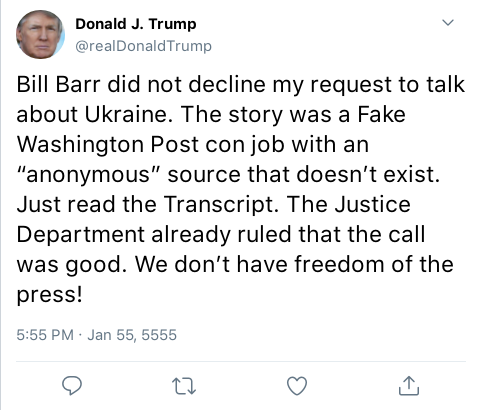 Donald J. Trump
@realDonaldTrump
Bill Barr did not decline my request to talk
about Ukraine. The story was a Fake
Washington Post con job with an
“anonymous” source that doesn’t exist.
Just read the Transcript. The Justice
Department already ruled that the call
was good. We don’t have freedom of the
press!
5:55 PM · Jan 55, 5555